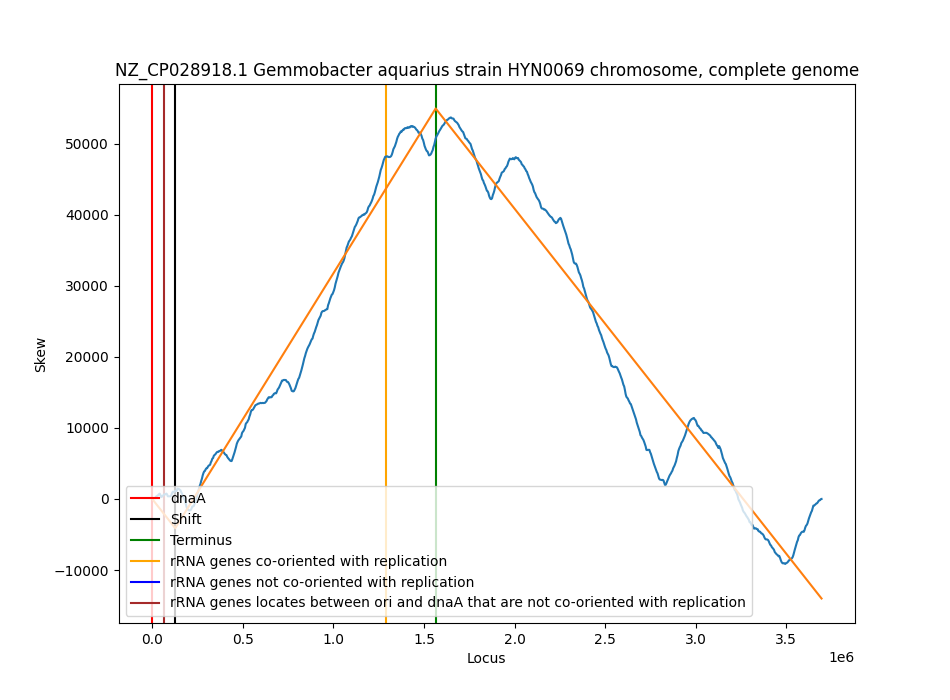 NZ_CP028918.1 Gemmobacter aquarius strain HYN0069 chromosome, complete genome
Skew
50000
40000
30000
20000
10000
0
−10000
dnaA
Shift
Terminus
rRNA genes co-oriented with replication
rRNA genes not co-oriented with replication
rRNA genes locates between ori and dnaA that are not co-oriented with replication
0.0 0.5 1.0 1.5 2.0 2.5 3.0 3.5
1e6
Locus